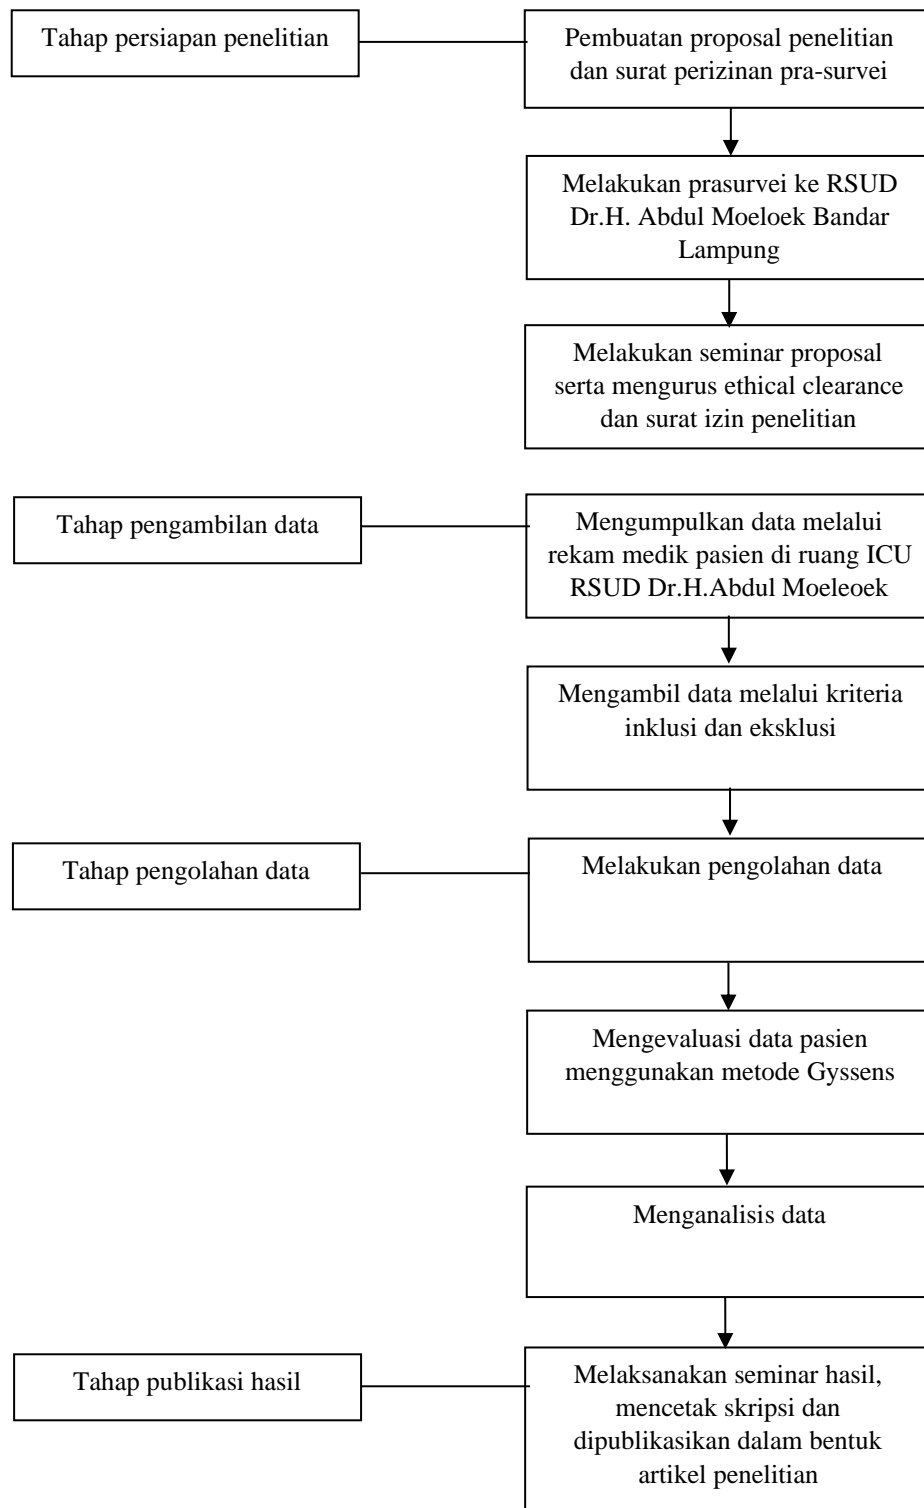 Tahap persiapan penelitian
Pembuatan proposal penelitian
dan surat perizinan pra-survei
Melakukan prasurvei ke RSUD
Dr.H. Abdul Moeloek Bandar
Lampung
Melakukan seminar proposal
serta mengurus ethical clearance
dan surat izin penelitian
Tahap pengambilan data
Mengumpulkan data melalui
rekam medik pasien di ruang ICU
RSUD Dr.H.Abdul Moeleoek
Mengambil data melalui kriteria
inklusi dan eksklusi
Tahap pengolahan data
Melakukan pengolahan data
Mengevaluasi data pasien
menggunakan metode Gyssens
Menganalisis data
Tahap publikasi hasil
Melaksanakan seminar hasil,
mencetak skripsi dan
dipublikasikan dalam bentuk
artikel penelitian